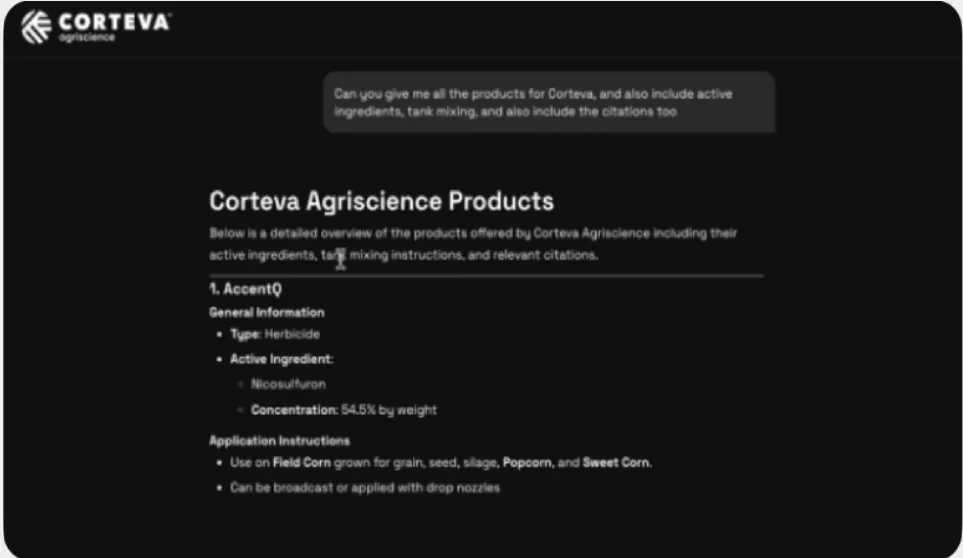 CORTEVA™
agriscience
Can you give me all the products for Corteva, and also include active
ingredients, tank mixing, and also include the citations too
Corteva Agriscience Products
Below is a detailed overview of the products offered by Corteva Agriscience including their
active ingredients, tank mixing instructions, and relevant citations.
1. AccentQ
General Information
• Type: Herbicide
• Active Ingredient:
◦ Nicosulfuron
◦ Concentration: 54.5% by weight
Application Instructions
• Use on Field Corn grown for grain, seed, silage, Popcorn, and Sweet Corn.
• Can be broadcast or applied with drop nozzles